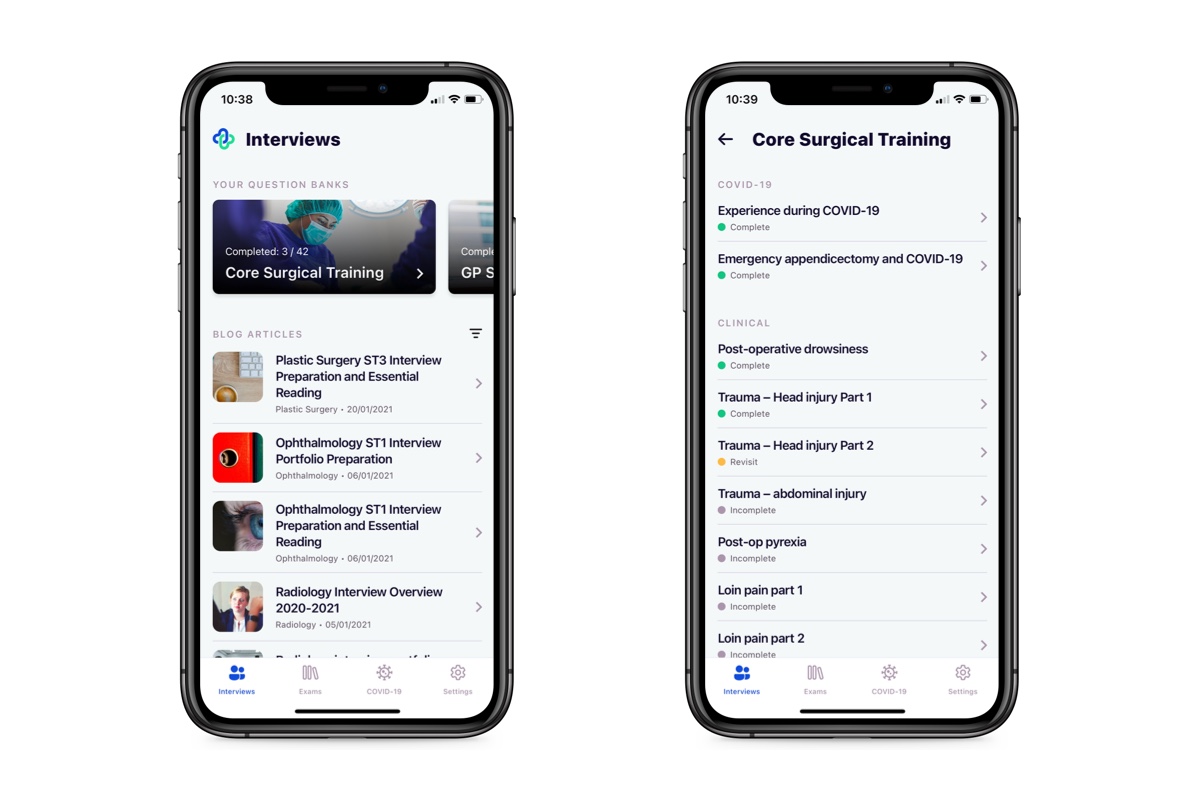 10:38
Interviews
YOUR QUESTION BANKS
Completed: 3 / 42
Core Surgical Training
GP S
BLOG ARTICLES
Plastic Surgery ST3 Interview
Preparation and Essential
Reading
Plastic Surgery • 20/01/2021
Ophthalmology ST1 Interview
Portfolio Preparation
Ophthalmology • 06/01/2021
Ophthalmology ST1 Interview
Preparation and Essential
Reading
Ophthalmology • 06/01/2021
Radiology Interview Overview
2020-2021
Radiology • 05/01/2021
Interviews
Exams
COVID-19
Settings
10:39
Core Surgical Training
COVID-19
Experience during COVID-19
Complete
Emergency appendicectomy and COVID-19
Complete
CLINICAL
Post-operative drowsiness
Complete
Trauma – Head injury Part 1
Complete
Trauma – Head injury Part 2
Revisit
Trauma – abdominal injury
Incomplete
Post-op pyrexia
Incomplete
Loin pain part 1
Incomplete
Loin pain part 2
Incomplete
Interviews
Exams
COVID-19
Settings